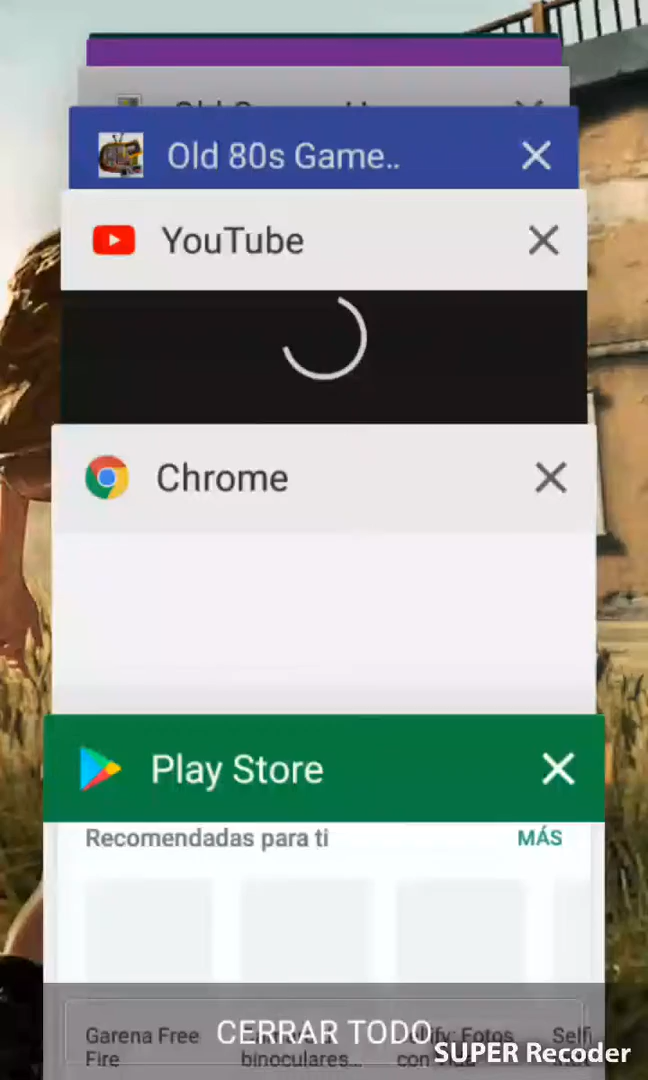 Old 80s Game..
YouTube
Chrome
Play Store
Recomendadas para ti
MÁS
CERRAR TODO
Garena Free
Fire
binoculares...
SUPER Recoder